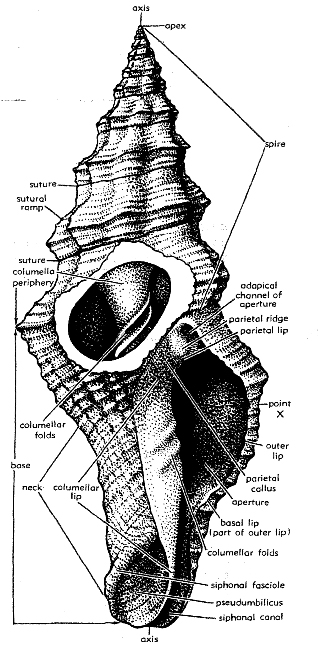 axis
apex
spire
suture
sutural
ramp
suture
columella
periphery
adapical
channel of
aperture
parietal ridge
parietal lip
point
X
columellar
folds
outer
lip
base
neck
columellar
lip
parietal
callus
aperture
basal lip
(part of outer lip)
columellar folds
siphonal fasciole
pseudumbilicus
siphonal canal
axis